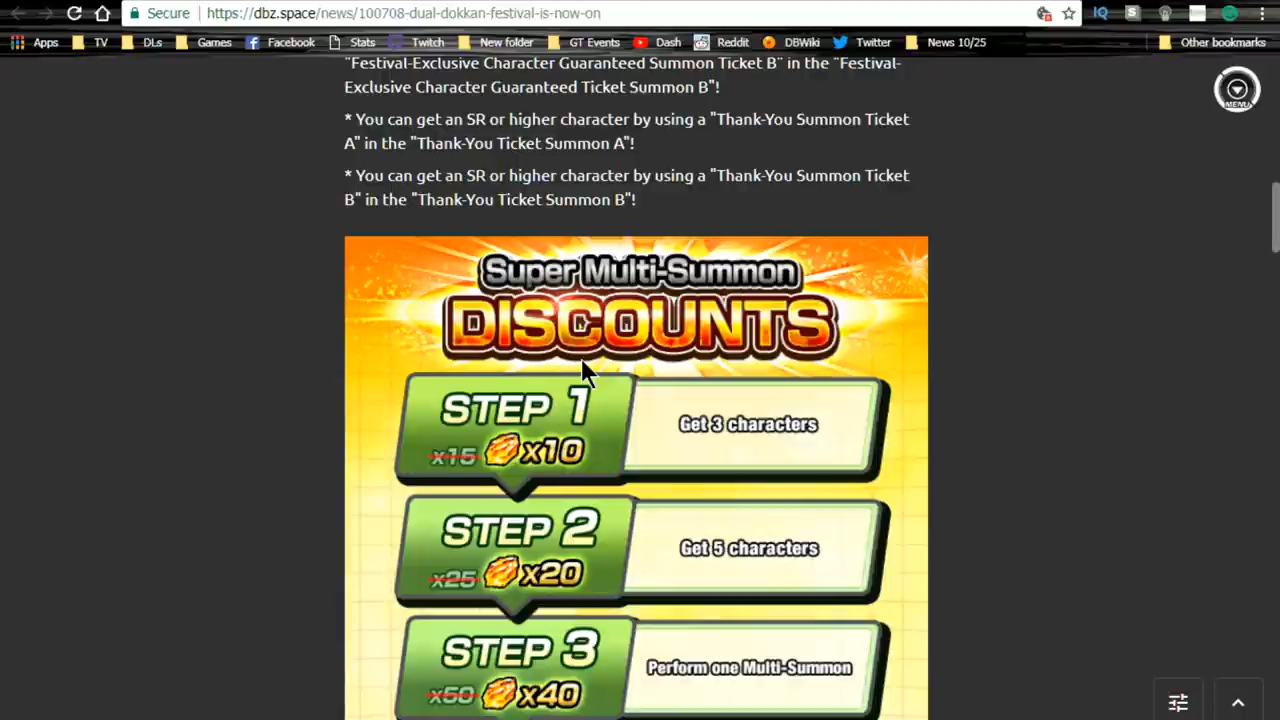 Secure | https://dbz.space/news/100708-dual-dokkan-festival-is-now-on
Apps TV DLs Games Facebook Stats Twitch New folder GT Events Dash Reddit DBWiki Twitter News 10/25 Other bookmarks
"Festival-Exclusive Character Guaranteed Summon Ticket B" in the "Festival-
Exclusive Character Guaranteed Ticket Summon B"!
* You can get an SR or higher character by using a "Thank-You Summon Ticket
A" in the "Thank-You Ticket Summon A"!
* You can get an SR or higher character by using a "Thank-You Summon Ticket
B" in the "Thank-You Ticket Summon B"!
MENU
Super Multi-Summon
DISCOUNTS
STEP 1
x15 x10
Get 3 characters
STEP 2
x25 x20
Get 5 characters
STEP 3
x50 x40
Perform one Multi-Summon